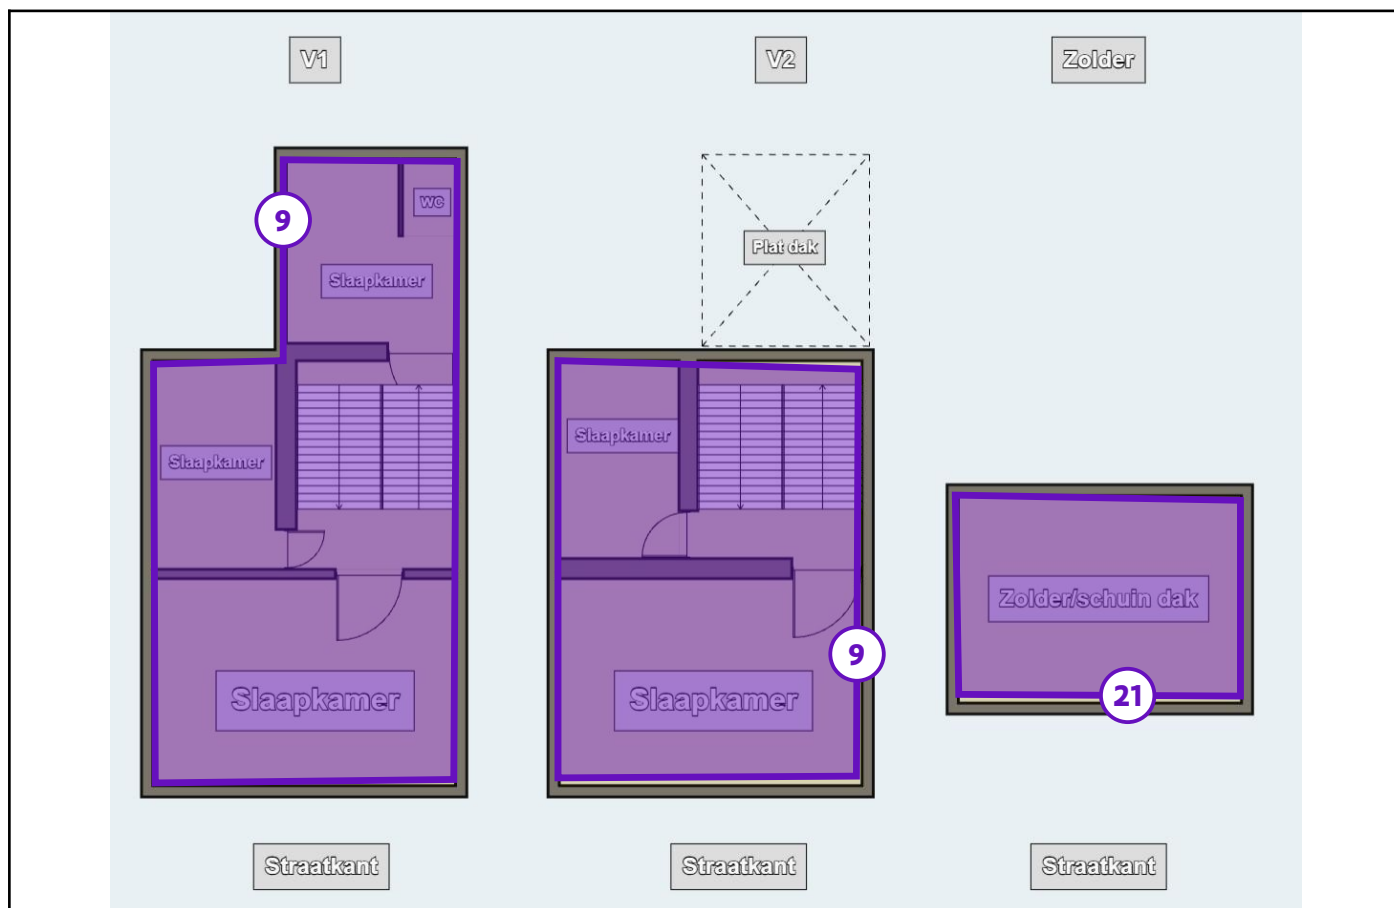 V1
V2
Zolder
9
WC
Slaapkamer
Plat dak
Slaapkamer
Slaapkamer
Zolder/schuin dak
9
Slaapkamer
Slaapkamer
21
Straatkant
Straatkant
Straatkant